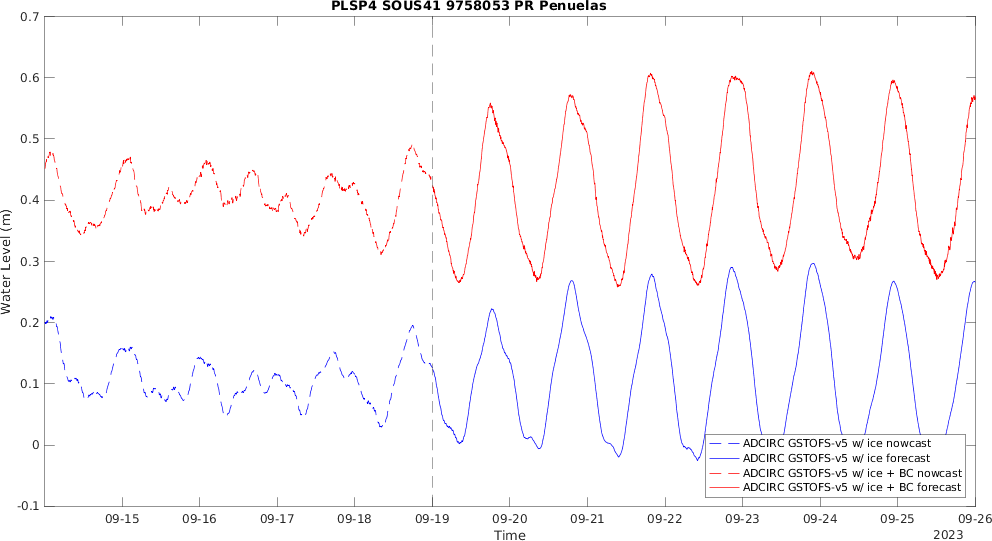 PLSP4 SOUS41 9758053 PR Penuelas
0.7
0.6
0.5
0.4
0.3
0.2
0.1
0
-0.1
Water Level (m)
09-15 09-16 09-17 09-18 09-19 09-20 09-21 09-22 09-23 09-24 09-25 09-26
Time
2023
ADCIRC GSTOFS-v5 w/ ice nowcast
ADCIRC GSTOFS-v5 w/ ice forecast
ADCIRC GSTOFS-v5 w/ ice + BC nowcast
ADCIRC GSTOFS-v5 w/ ice + BC forecast